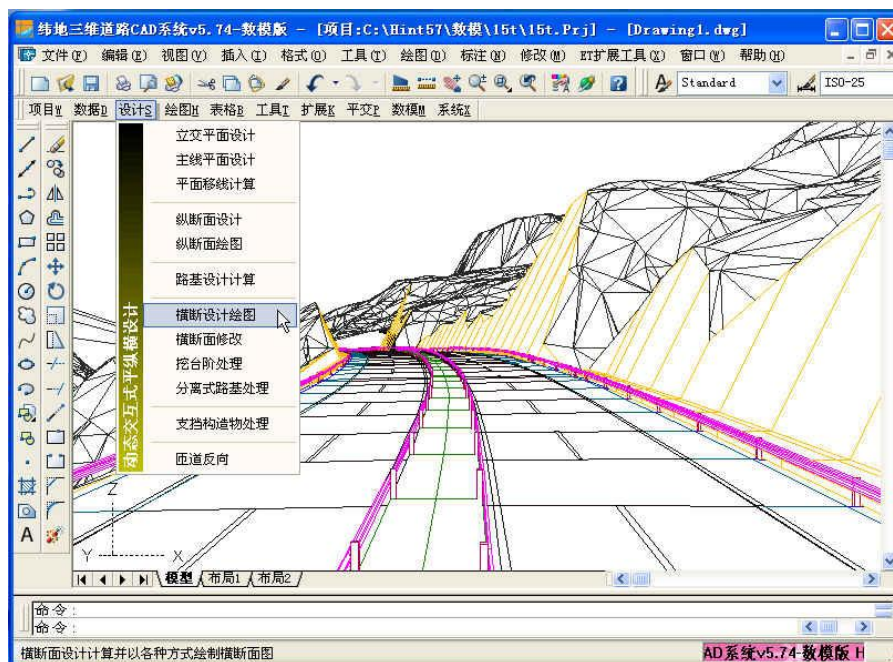 纬地三维道路CAD系统v5.74-数模版 - [项目:C:\Hint57\数模\15t\15t.Prj] - [Drawing1.dwg]
文件(F) 编辑(E) 视图(V) 插入(I) 格式(O) 工具(T) 绘图(D) 标注(N) 修改(M) ET扩展工具(X) 窗口(W) 帮助(H)
Standard ISO-25
项目W 数据D 设计S 绘图H 表格B 工具T 扩展K 平交P 数模M 系统X
立交平面设计
主线平面设计
平面移线计算
纵断面设计
纵断面绘图
路基设计计算
横断设计绘图
横断面修改
挖台阶处理
分离式路基处理
支挡构造物处理
匝道反向
动态交互式平纵横设计
Z
Y X
A
模型 布局1 布局2
命令:
命令:
横断面设计计算并以各种方式绘制横断面图 AD系统v5.74-数模版 H